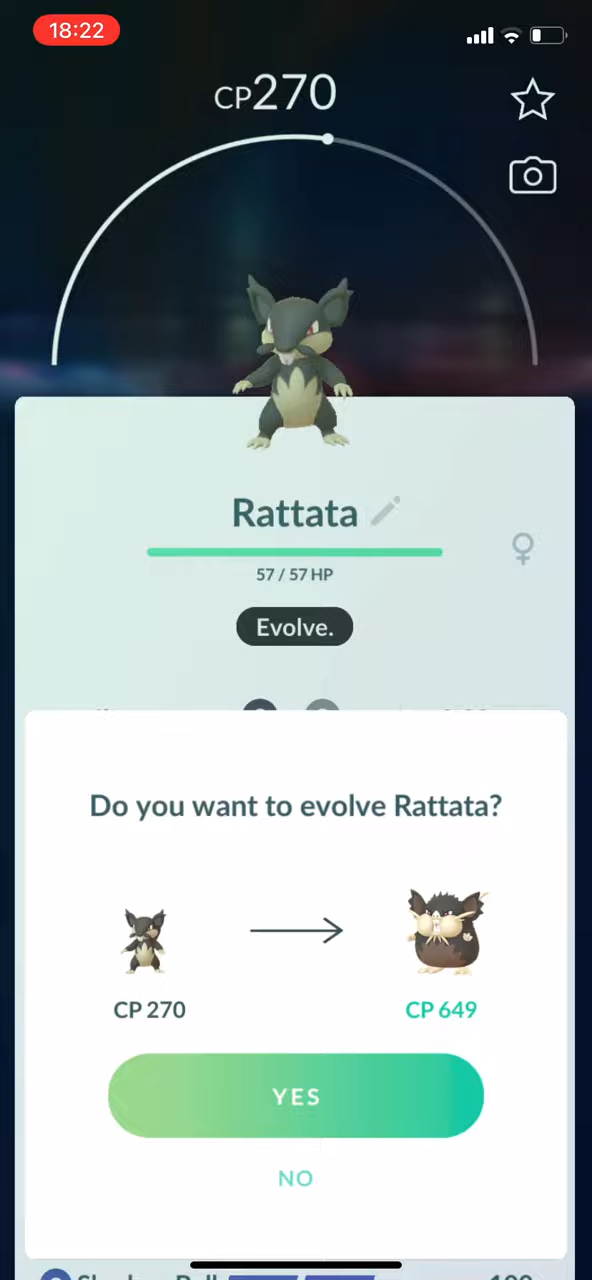 18:22
CP270
Rattata
57 / 57 HP
Evolve.
Do you want to evolve Rattata?
CP 270
CP 649
YES
NO